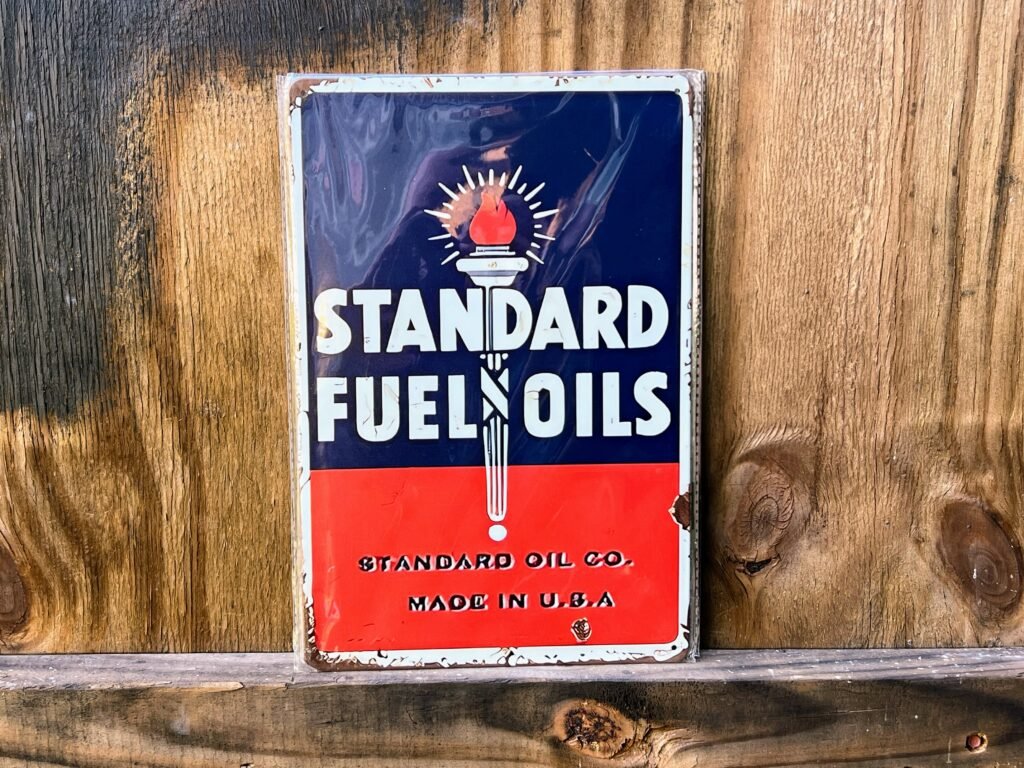 STANDARD
FUEL OILS
STANDARD OIL CO.
MADE IN U.S.A